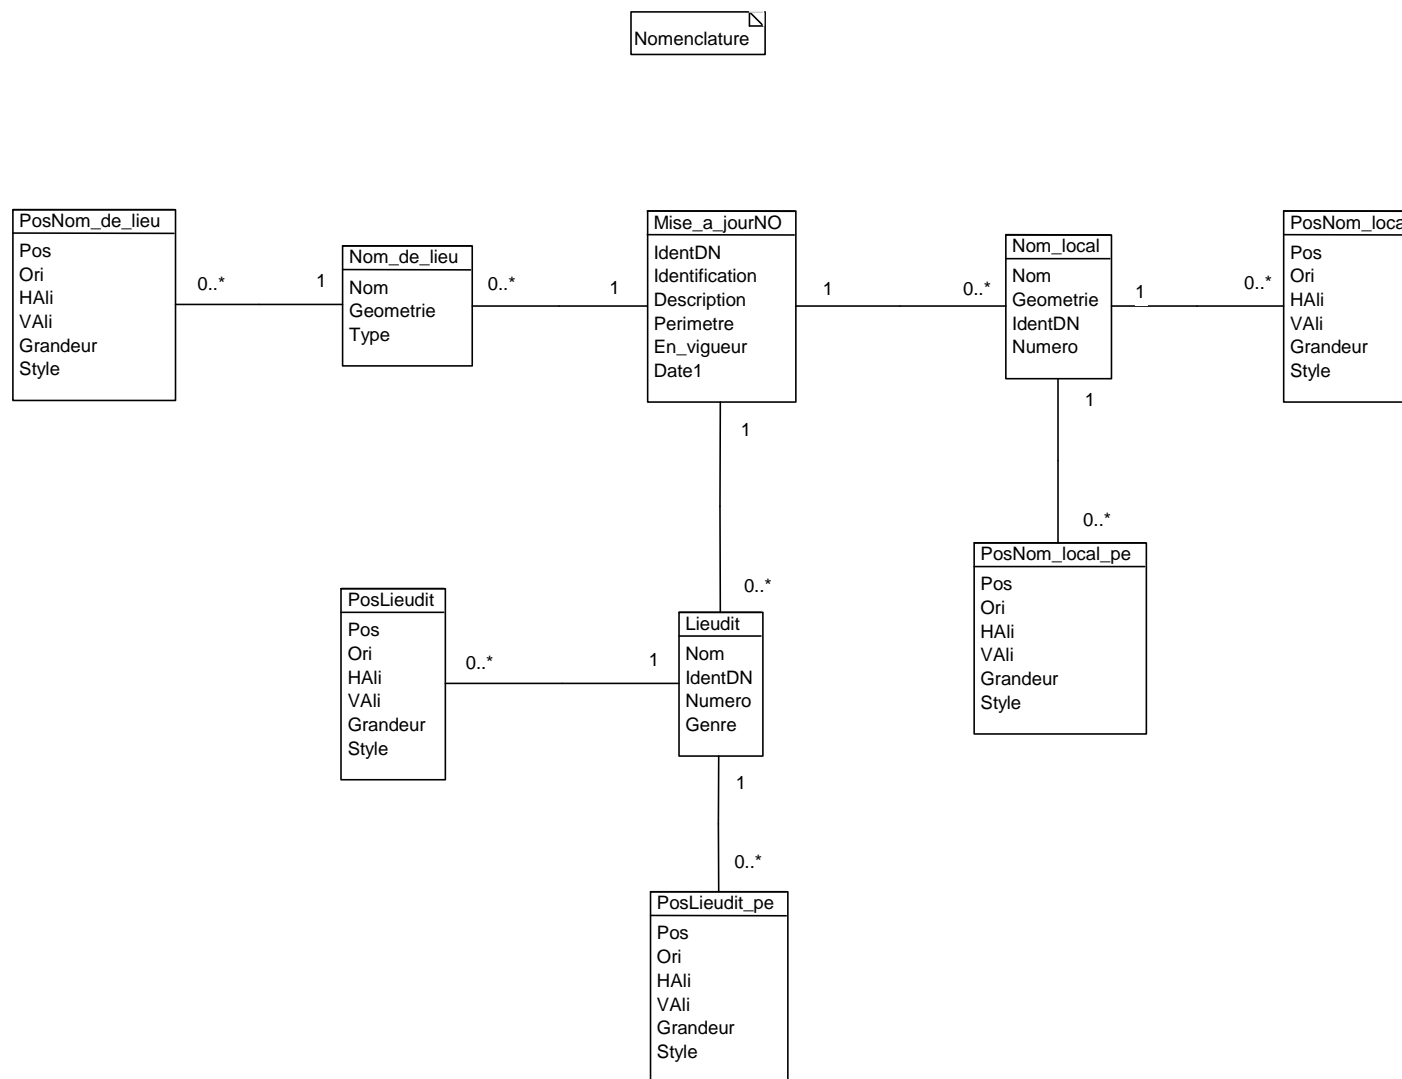 Nomenclature
PosNom_de_lieu
Pos
Ori
HAli
VAli
Grandeur
Style
0..*
1
Nom_de_lieu
Nom
Geometrie
Type
0..*
1
Mise_a_jourNO
IdentDN
Identification
Description
Perimetre
En_vigueur
Date1
1
0..*
Nom_local
Nom
Geometrie
IdentDN
Numero
1
0..*
PosNom_loca
Pos
Ori
HAli
VAli
Grandeur
Style
1
0..*
PosNom_local_pe
Pos
Ori
HAli
VAli
Grandeur
Style
1
0..*
PosLieudit
Pos
Ori
HAli
VAli
Grandeur
Style
0..*
1
Lieudit
Nom
IdentDN
Numero
Genre
1
0..*
PosLieudit_pe
Pos
Ori
HAli
VAli
Grandeur
Style